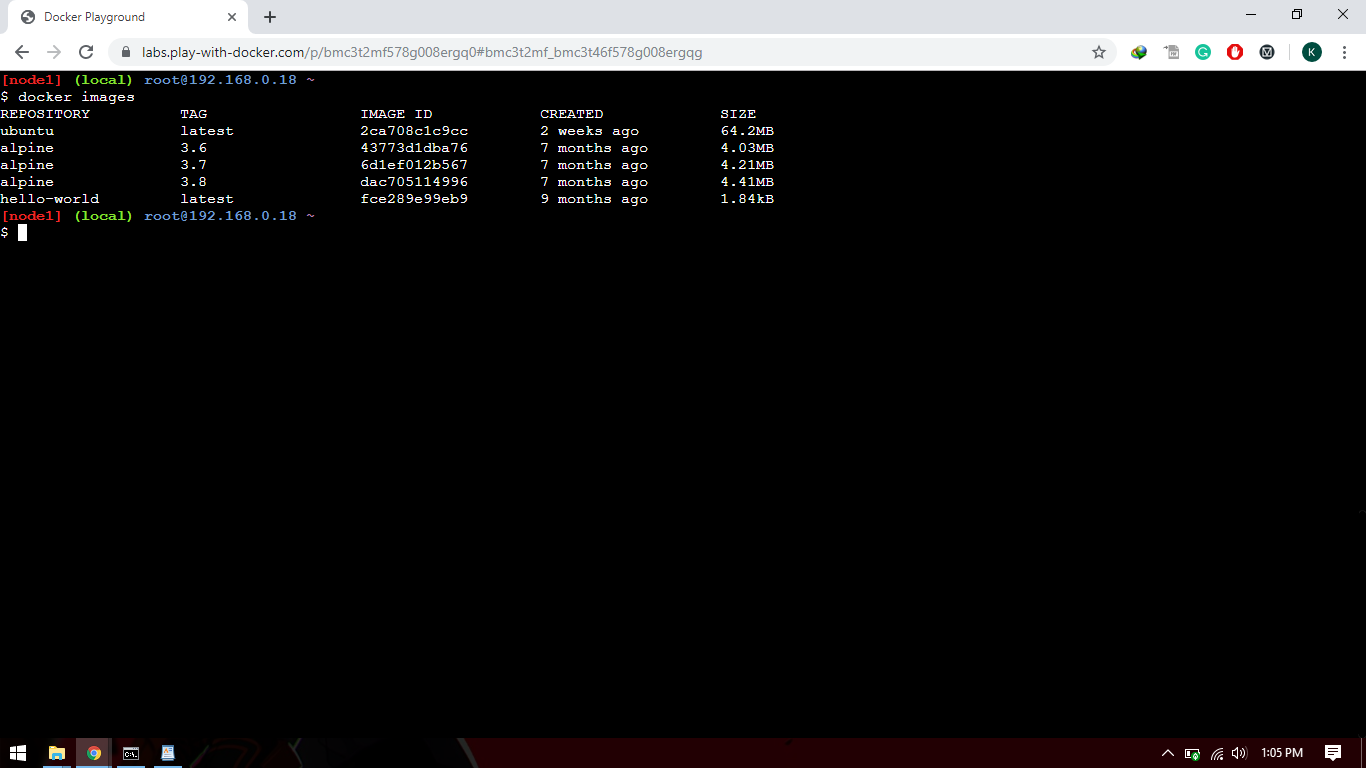 Docker Playground
labs.play-with-docker.com/p/bmc3t2mf578g008ergq0#bmc3t2mf_bmc3t46f578g008ergqg
K
[node1] (local) root@192.168.0.18 ~
$ docker images
REPOSITORY TAG IMAGE ID CREATED SIZE
ubuntu latest 2ca708c1c9cc 2 weeks ago 64.2MB
alpine 3.6 43773d1dba76 7 months ago 4.03MB
alpine 3.7 6d1ef012b567 7 months ago 4.21MB
alpine 3.8 dac705114996 7 months ago 4.41MB
hello-world latest fce289e99eb9 9 months ago 1.84kB
[node1] (local) root@192.168.0.18 ~
$
1:05 PM